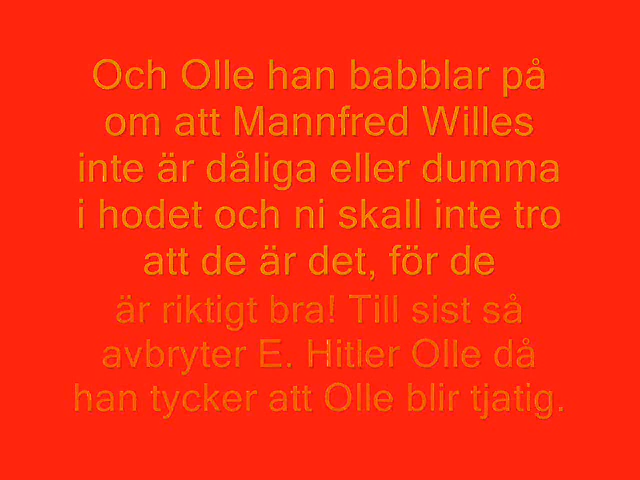 Och Olle han babblar på
om att Mannfred Willes
inte är dåliga eller dumma
i hodet och ni skall inte tro
att de är det, för de
är riktigt bra! Till sist så
avbryter E. Hitler Olle då
han tycker att Olle blir tjatig.